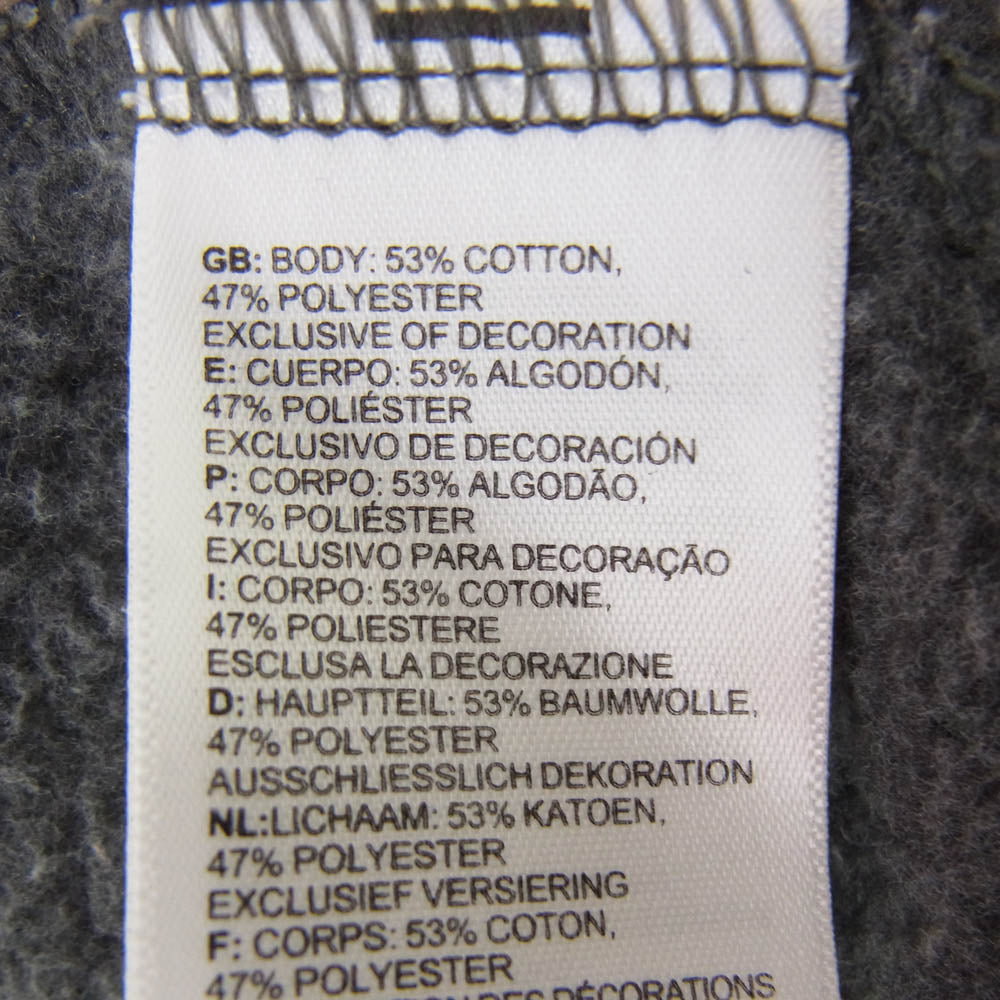 GB: BODY: 53% COTTON,
47% POLYESTER
EXCLUSIVE OF DECORATION
E: CUERPO: 53% ALGODÓN,
47% POLIÉSTER
EXCLUSIVO DE DECORACIÓN
P: CORPO: 53% ALGODÃO,
47% POLIÉSTER
EXCLUSIVO PARA DECORAÇÃO
I: CORPO: 53% COTONE,
47% POLIESTERE
ESCLUSA LA DECORAZIONE
D: HAUPTTEIL: 53% BAUMWOLLE,
47% POLYESTER
AUSSCHLIESSLICH DEKORATION
NL:LICHAAM: 53% KATOEN,
47% POLYESTER
EXCLUSIEF VERSIERING
F: CORPS: 53% COTON,
47% POLYESTER
DES DÉCORATIONS